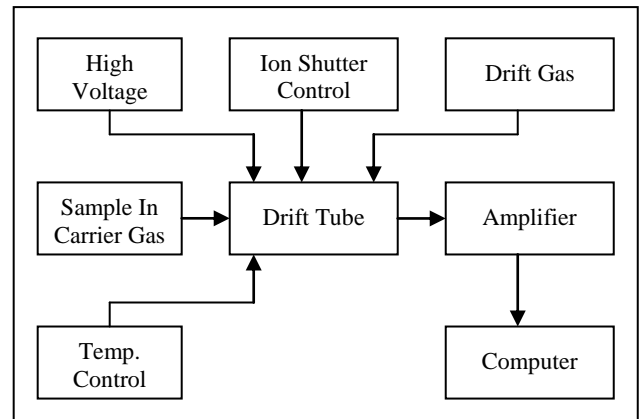 High
Voltage
Ion Shutter
Control
Drift Gas
Sample In
Carrier Gas
Drift Tube
Amplifier
Temp.
Control
Computer